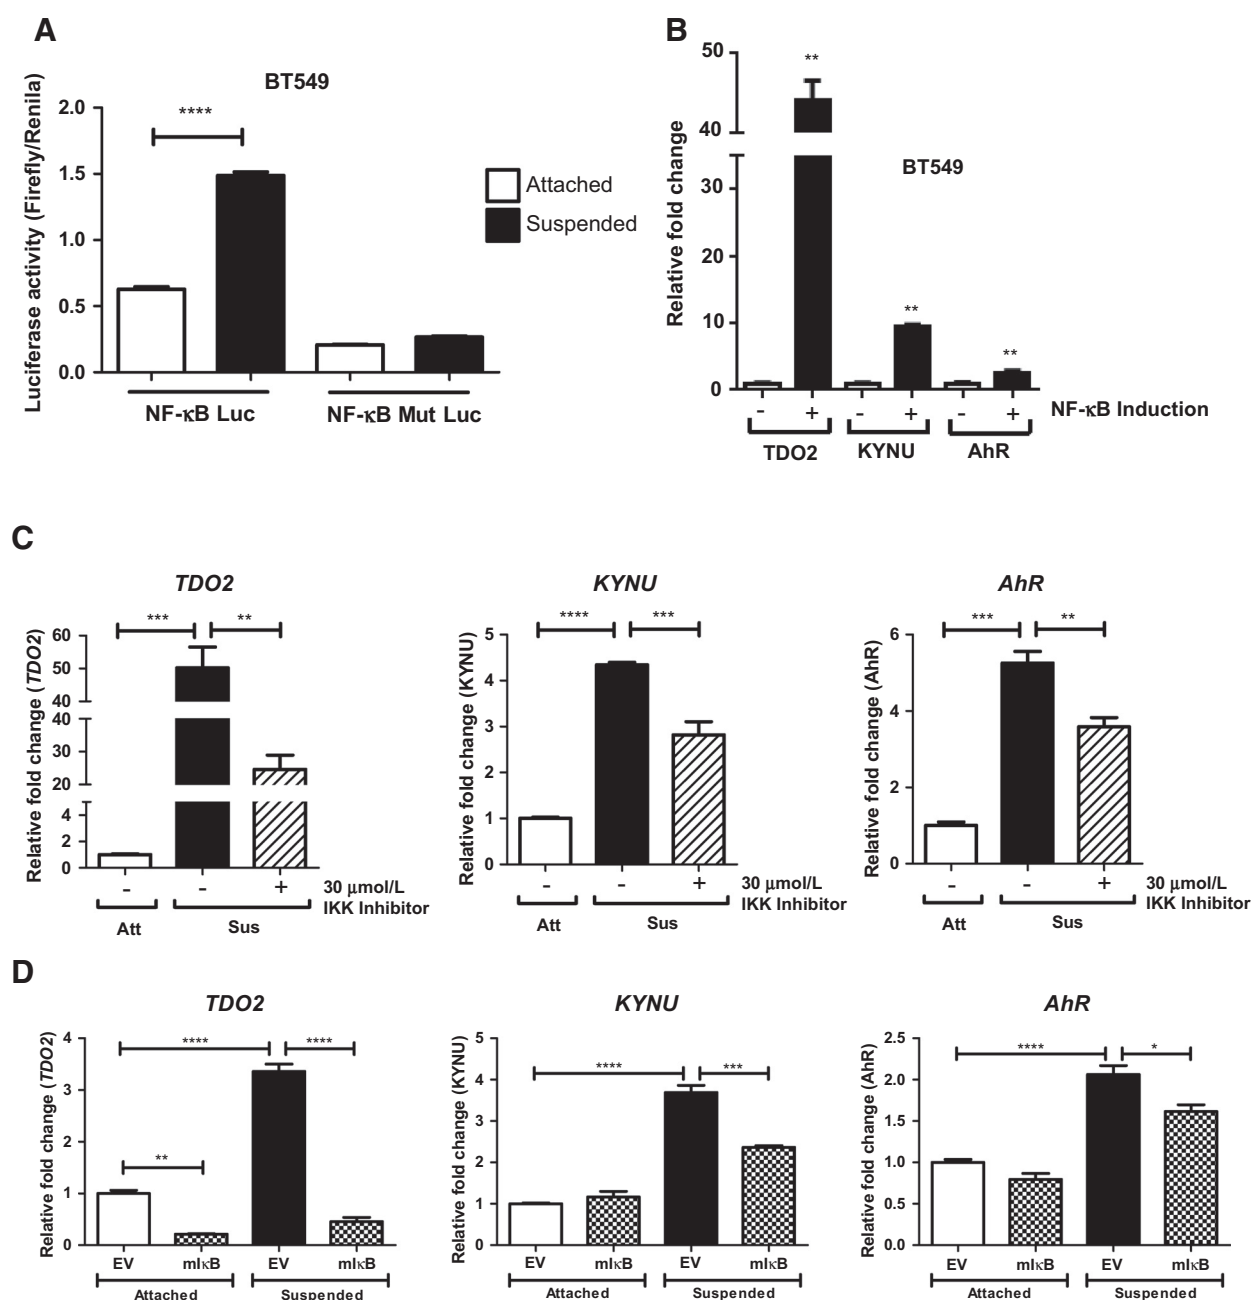 A
BT549
Luciferase activity (Firefly/Renila)
2.0
1.5
1.0
0.5
0.0
****
NF-κB Luc
NF-κB Mut Luc
Attached
Suspended
B
BT549
Relative fold change
50
40
30
20
10
0
**
**
**
- + - + - +
NF-κB Induction
TDO2 KYNU AhR
C
TDO2
Relative fold change (TDO2)
60
50
40
40
30
20
4
2
0
*** **
- - +
30 μmol/L
IKK Inhibitor
Att Sus
KYNU
Relative fold change (KYNU)
5
4
3
2
1
0
**** ***
- - +
30 μmol/L
IKK Inhibitor
Att Sus
AhR
Relative fold change (AhR)
6
4
2
0
*** **
- - +
30 μmol/L
IKK Inhibitor
Att Sus
D
TDO2
Relative fold change (TDO2)
4
3
2
1
0
**** ****
**
EV mIκB EV mIκB
Attached Suspended
KYNU
Relative fold change (KYNU)
5
4
3
2
1
0
**** ***
EV mIκB EV mIκB
Attached Suspended
AhR
Relative fold change (AhR)
2.5
2.0
1.5
1.0
0.5
0.0
**** *
EV mIκB EV mIκB
Attached Suspended